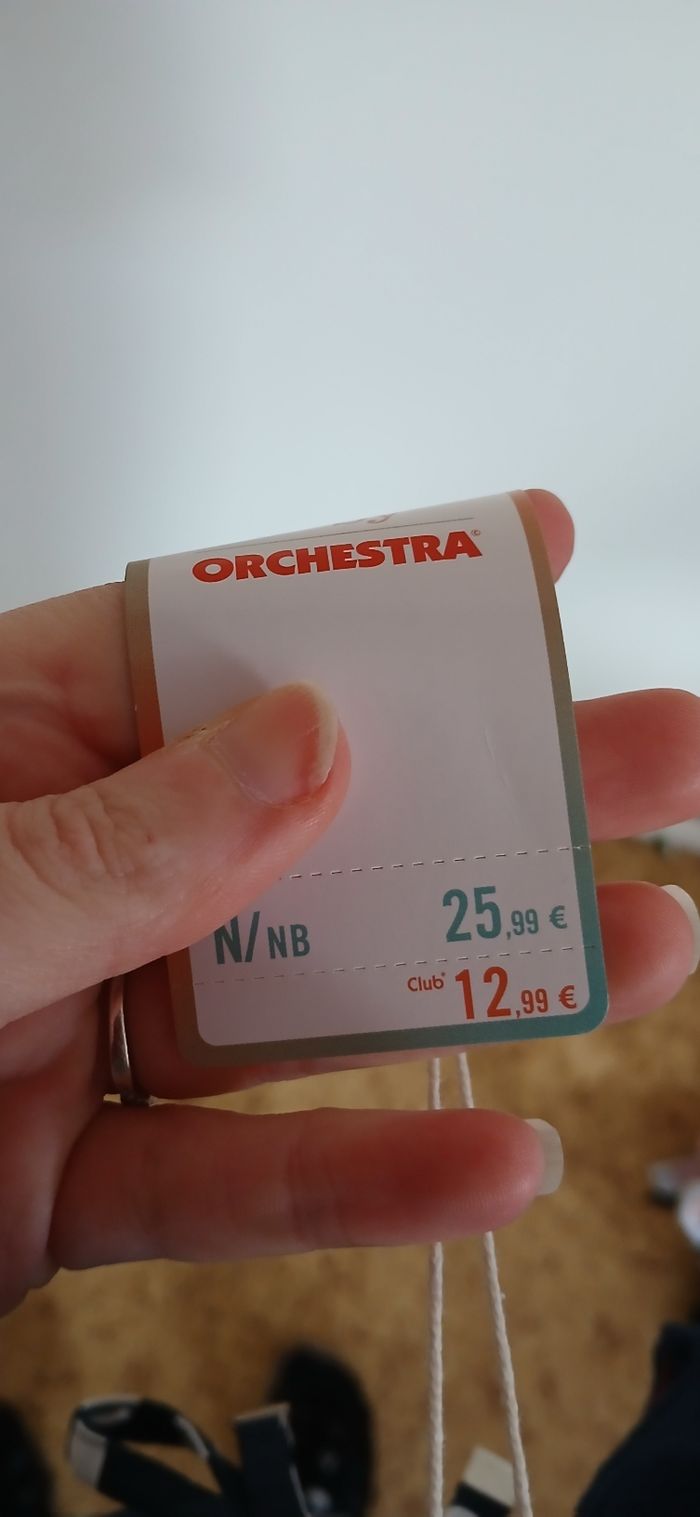 ORCHESTRA©
N/NB 25,99 €
Club* 12,99 €